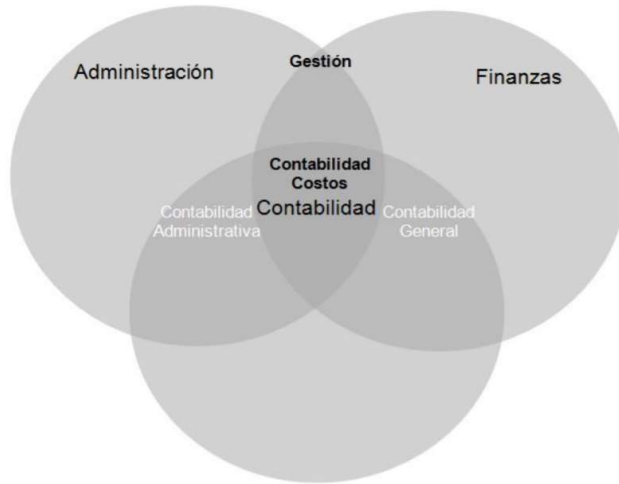 Gestión
Administración
Finanzas
Contabilidad
Costos
Contabilidad
Contabilidad
Administrativa
Contabilidad
General